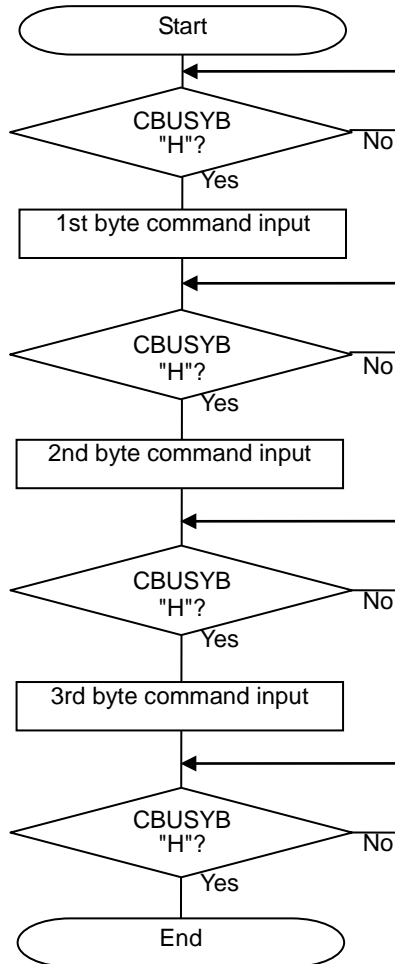 Start
CBUSYB
"H"?
No
Yes
1st byte command input
CBUSYB
"H"?
No
Yes
2nd byte command input
CBUSYB
"H"?
No
Yes
3rd byte command input
CBUSYB
"H"?
No
Yes
End